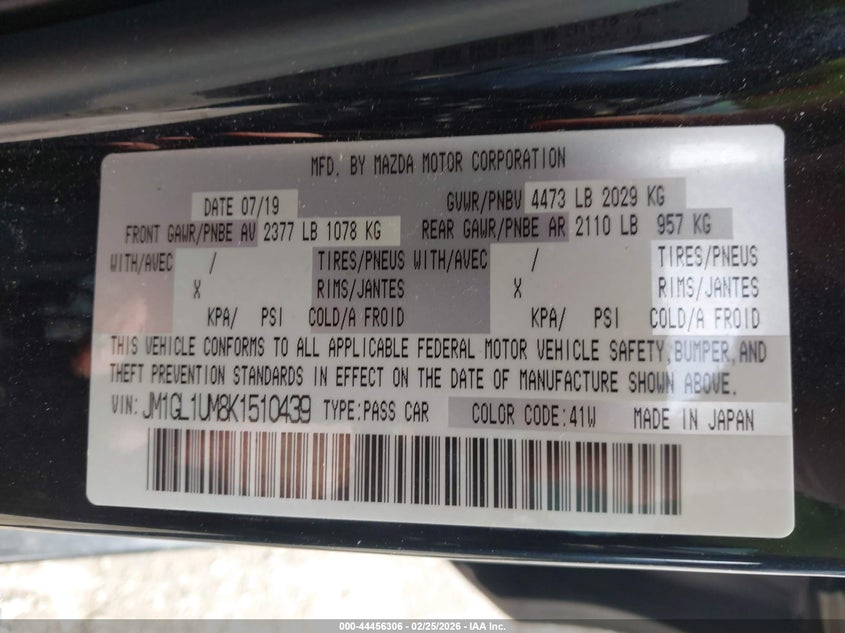 MFD. BY MAZDA MOTOR CORPORATION
DATE 07/19 GVWR/PNBV 4473 LB 2029 KG
FRONT GAWR/PNBE AV 2377 LB 1078 KG REAR GAWR/PNBE AR 2110 LB 957 KG
WITH/AVEC / TIRES/PNEUS WITH/AVEC / TIRES/PNEUS
X RIMS/JANTES X RIMS/JANTES
KPA/ PSI COLD/A FROID KPA/ PSI COLD/A FROID
THIS VEHICLE CONFORMS TO ALL APPLICABLE FEDERAL MOTOR VEHICLE SAFETY,BUMPER,AND
THEFT PREVENTION STANDARDS IN EFFECT ON THE DATE OF MANUFACTURE SHOWN ABOVE.
VIN: JM1GL1UM8K1510439 TYPE:PASS CAR COLOR CODE:41W MADE IN JAPAN
000-44456306 - 02/25/2026 - IAA Inc.